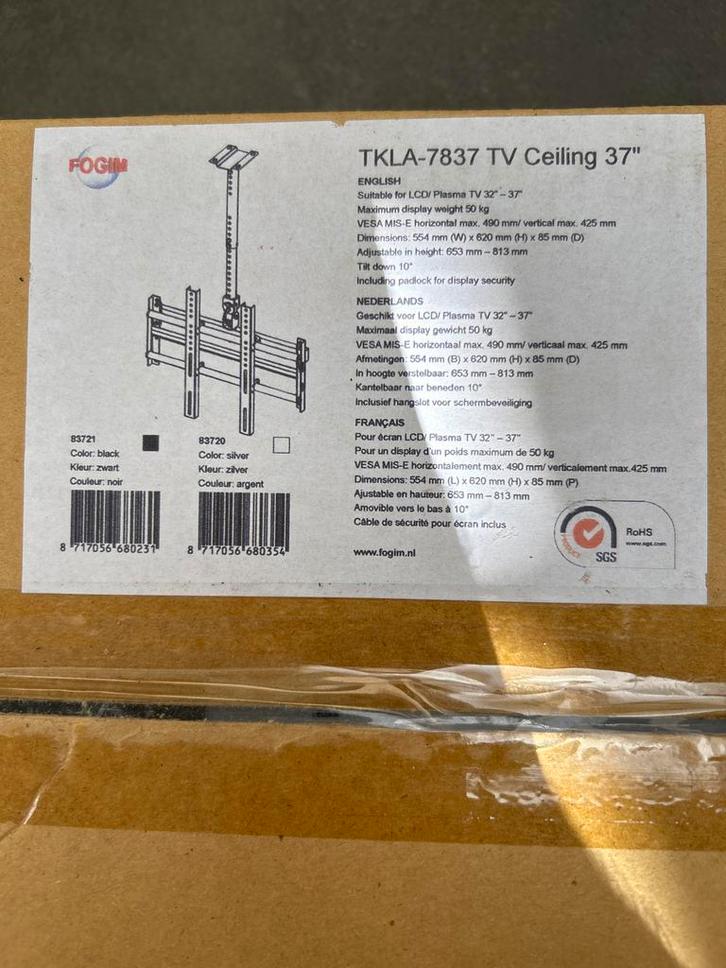 FOGIM
TKLA-7837 TV Ceiling 37"
ENGLISH
Suitable for LCD/ Plasma TV 32" – 37"
Maximum display weight 50 kg
VESA MIS-E horizontal max. 490 mm/ vertical max. 425 mm
Dimensions: 554 mm (W) x 620 mm (H) x 85 mm (D)
Adjustable in height: 653 mm – 813 mm
Tilt down 10°
Including padlock for display security
NEDERLANDS
Geschikt voor LCD/ Plasma TV 32" – 37"
Maximaal display gewicht 50 kg
VESA MIS-E horizontaal max. 490 mm/ verticaal max. 425 mm
Afmetingen: 554 mm (B) x 620 mm (H) x 85 mm (D)
In hoogte verstelbaar: 653 mm – 813 mm
Kantelbaar naar beneden 10°
Inclusief hangslot voor schermbeveiliging
FRANÇAIS
Pour écran LCD/ Plasma TV 32" – 37"
Pour un display d'un poids maximum de 50 kg
VESA MIS-E horizontalement max. 490 mm/ verticalement max.425 mm
Dimensions: 554 mm (L) x 620 mm (H) x 85 mm (P)
Ajustable en hauteur: 653 mm – 813 mm
Amovible vers le bas à 10°
Câble de sécurité pour écran inclus
www.fogim.nl
83721
Color: black
Kleur: zwart
Couleur: noir
8 717056 680231
83720
Color: silver
Kleur: zilver
Couleur: argent
8 717056 680354
PRODUCT
SGS
RoHS
www.sgs.com